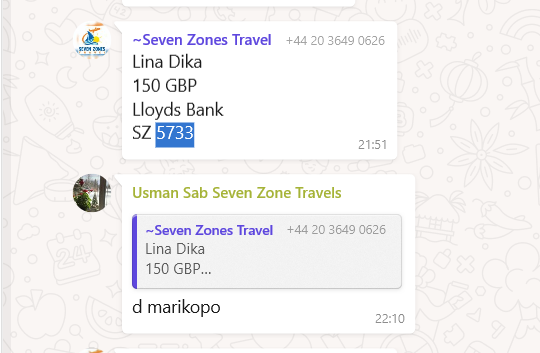 ~Seven Zones Travel +44 20 3649 0626
Lina Dika
150 GBP
Lloyds Bank
SZ 5733
21:51
Usman Sab Seven Zone Travels
~Seven Zones Travel +44 20 3649 0626
Lina Dika
150 GBP...
d marikopo
22:10